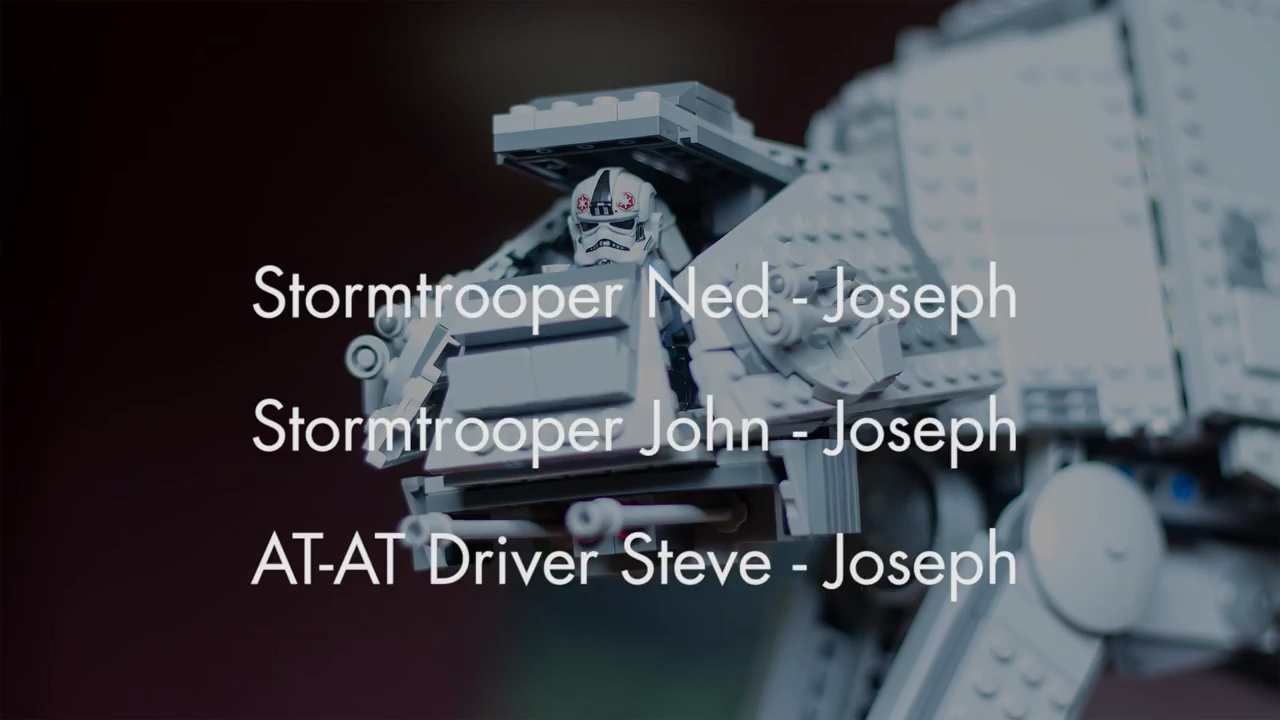 Stormtrooper Ned - Joseph
Stormtrooper John - Joseph
AT-AT Driver Steve - Joseph